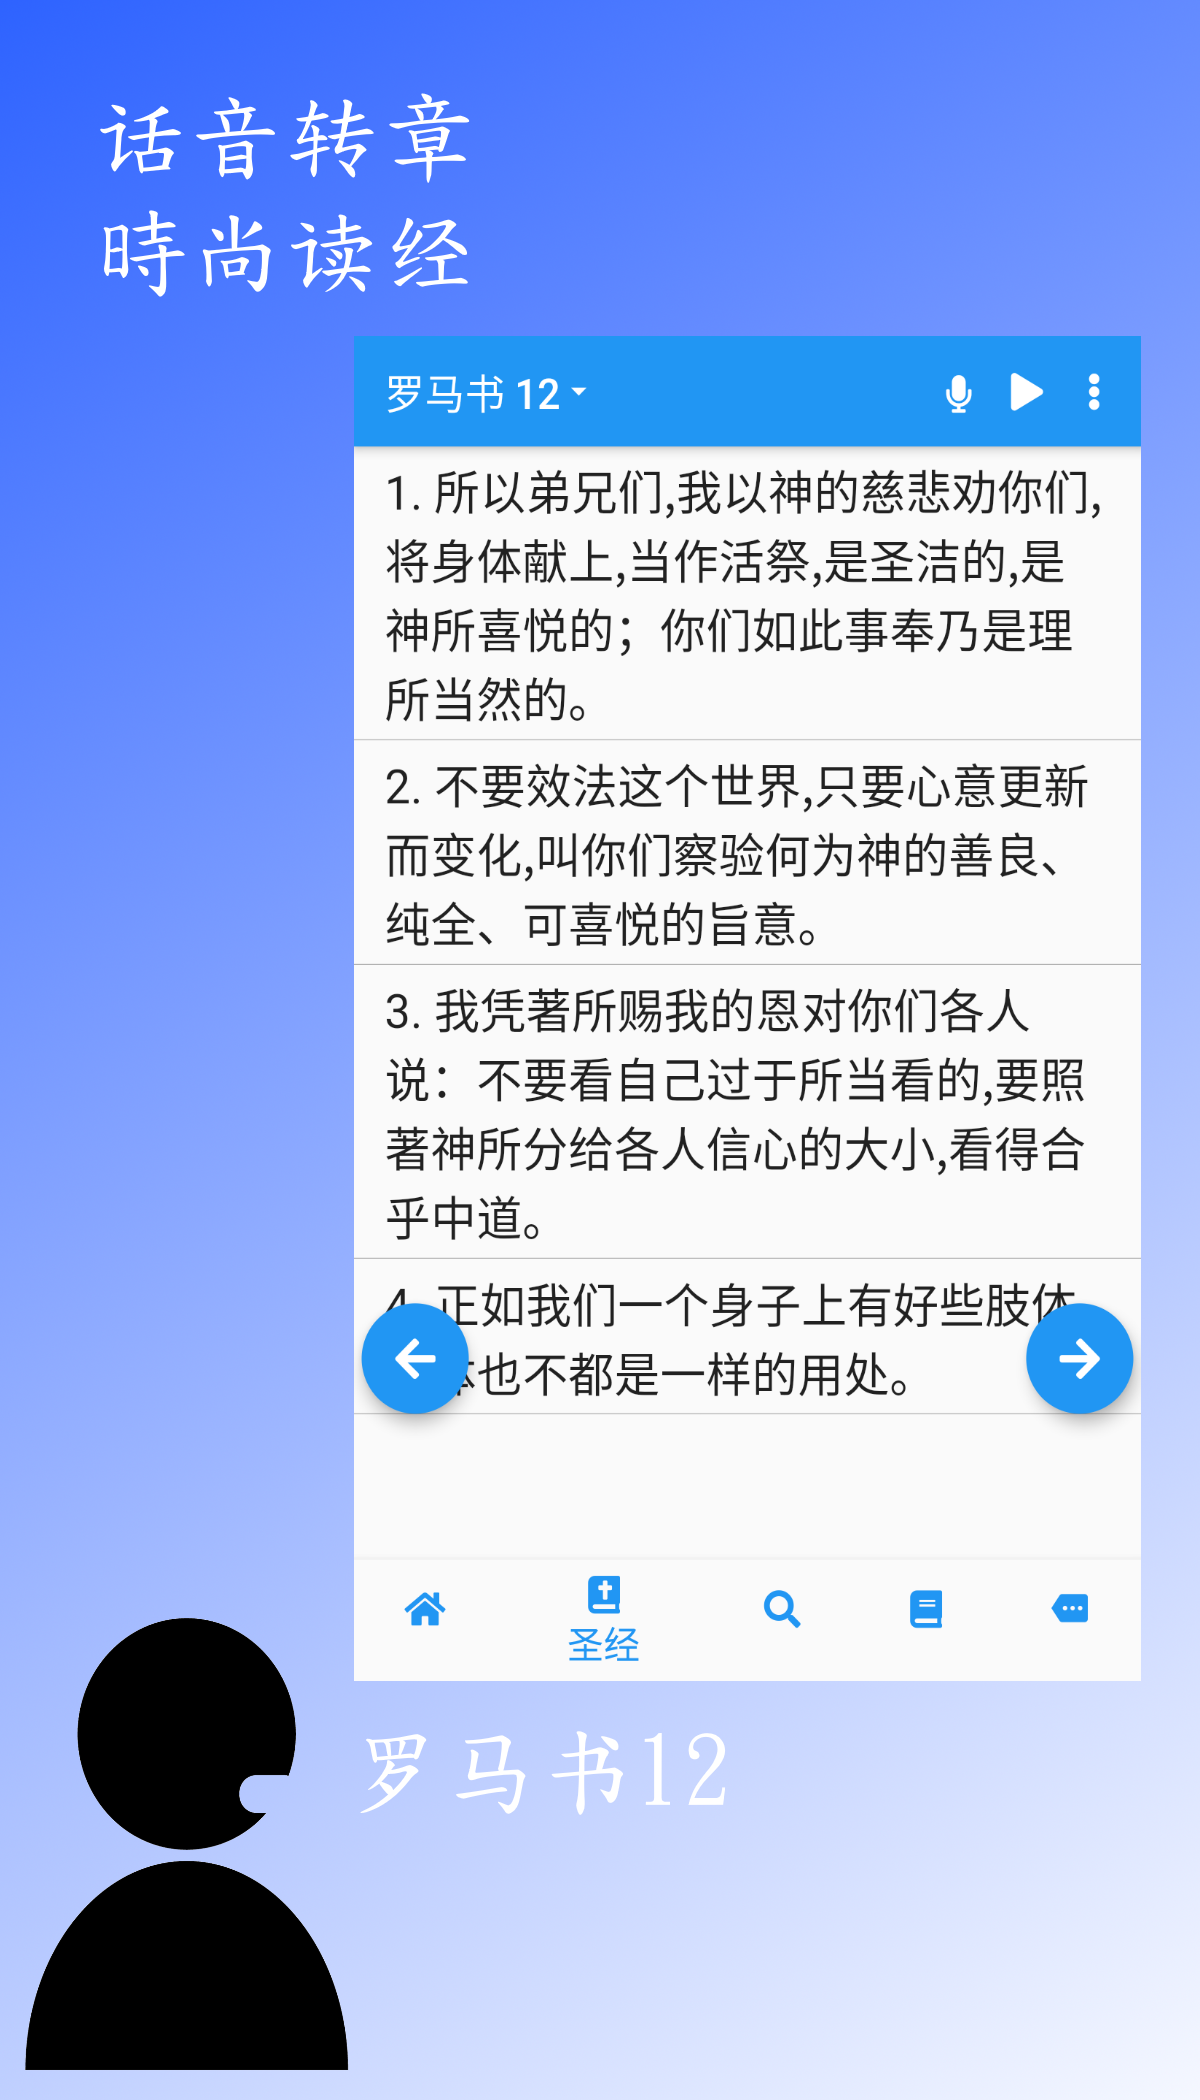 话音转章
時尚读经
罗马书 12
1. 所以弟兄们,我以神的慈悲劝你们,
将身体献上,当作活祭,是圣洁的,是
神所喜悦的；你们如此事奉乃是理
所当然的。
2. 不要效法这个世界,只要心意更新
而变化,叫你们察验何为神的善良、
纯全、可喜悦的旨意。
3. 我凭著所赐我的恩对你们各人
说：不要看自己过于所当看的,要照
著神所分给各人信心的大小,看得合
乎中道。
4. 正如我们一个身子上有好些肢体
体也不都是一样的用处。
圣经
罗马书12